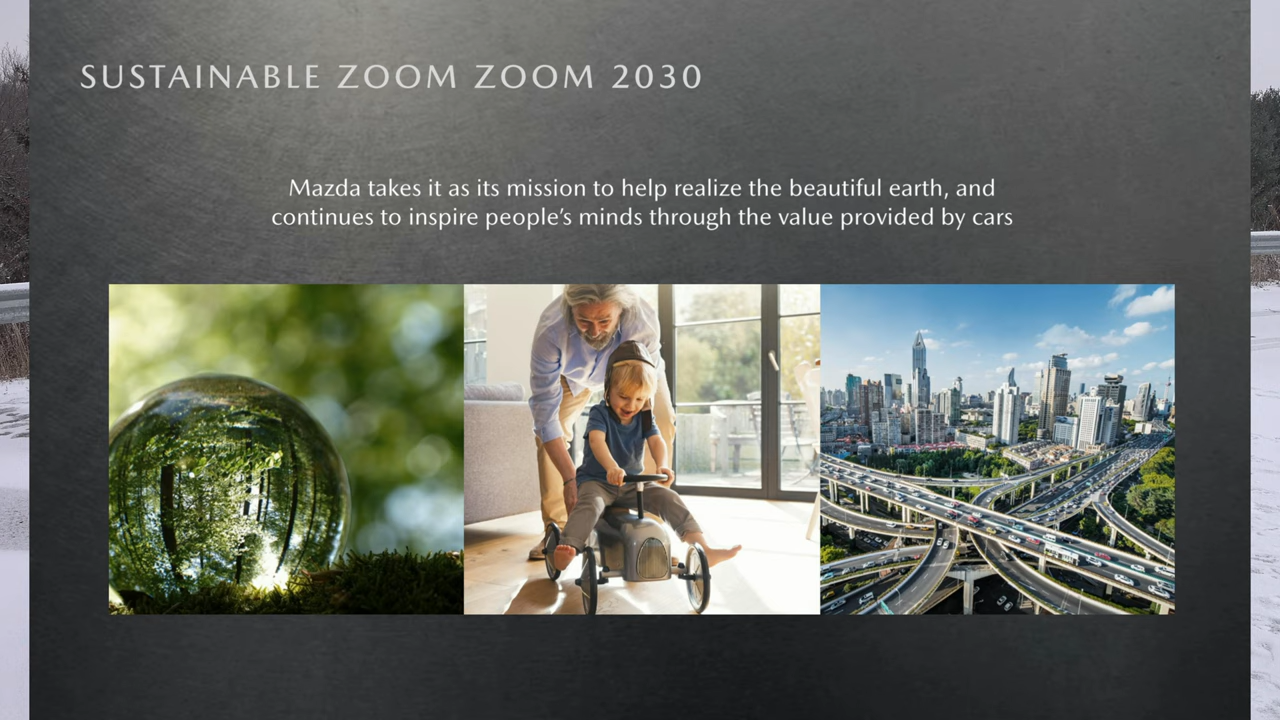 SUSTAINABLE ZOOM ZOOM 2030
Mazda takes it as its mission to help realize the beautiful earth, and
continues to inspire people’s minds through the value provided by cars